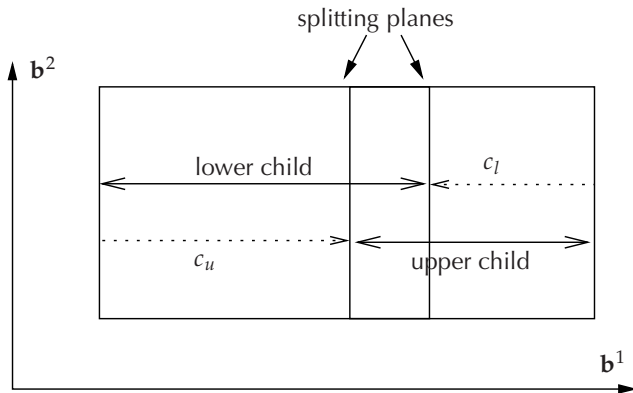 splitting planes
b²
lower child
c_l
c_u
upper child
b¹